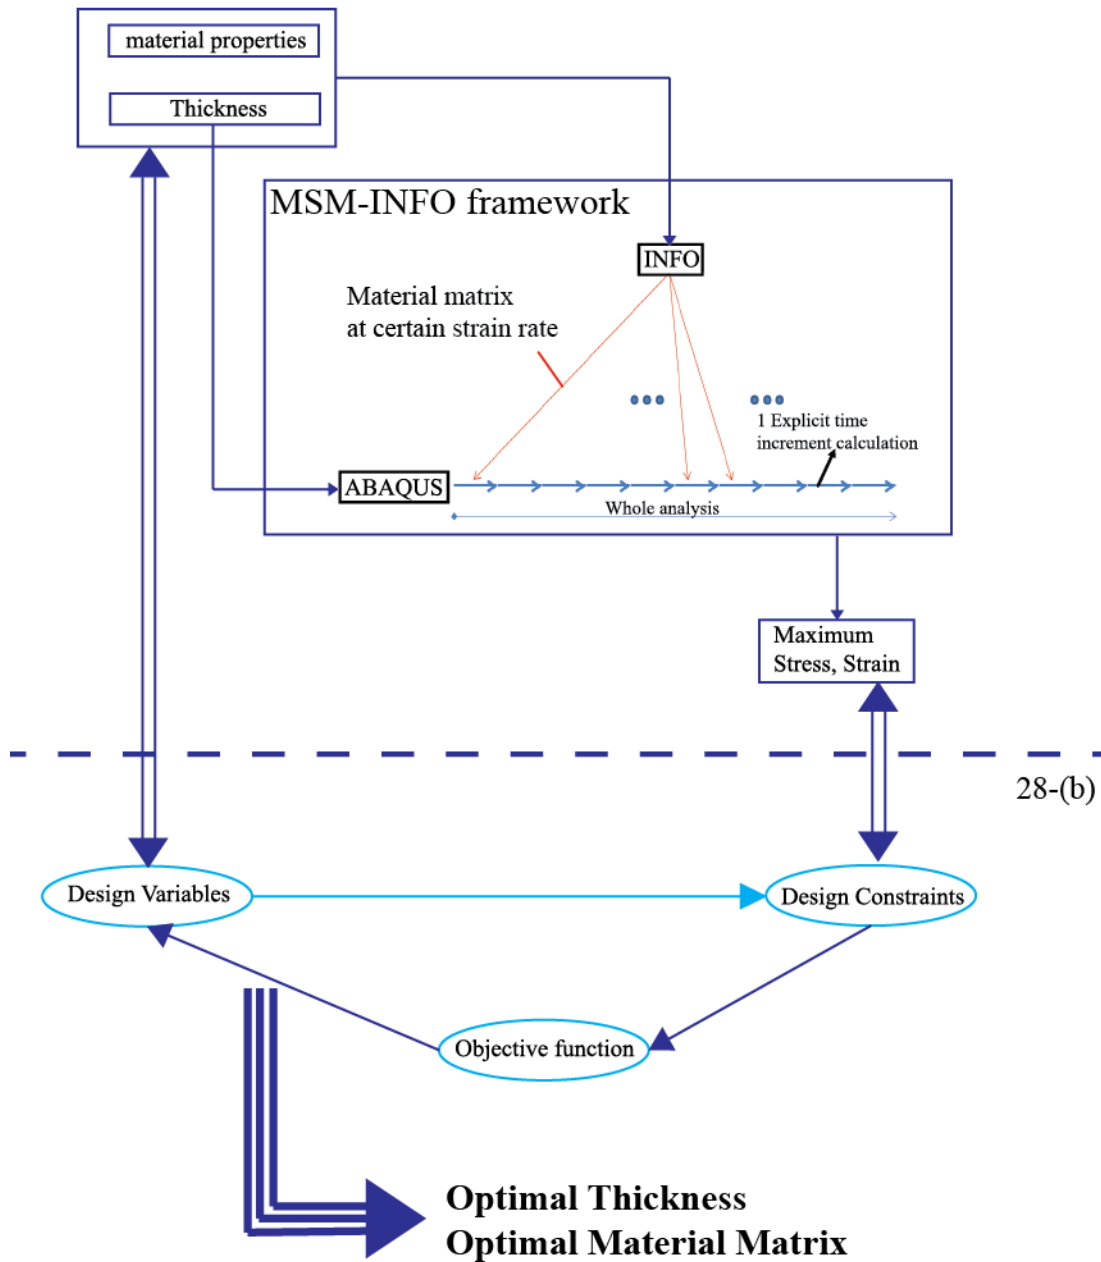 material properties
Thickness
MSM-INFO framework
INFO
Material matrix
at certain strain rate
1 Explicit time
increment calculation
ABAQUS
Whole analysis
Maximum
Stress, Strain
28-(b)
Design Variables
Design Constraints
Objective function
Optimal Thickness
Optimal Material Matrix